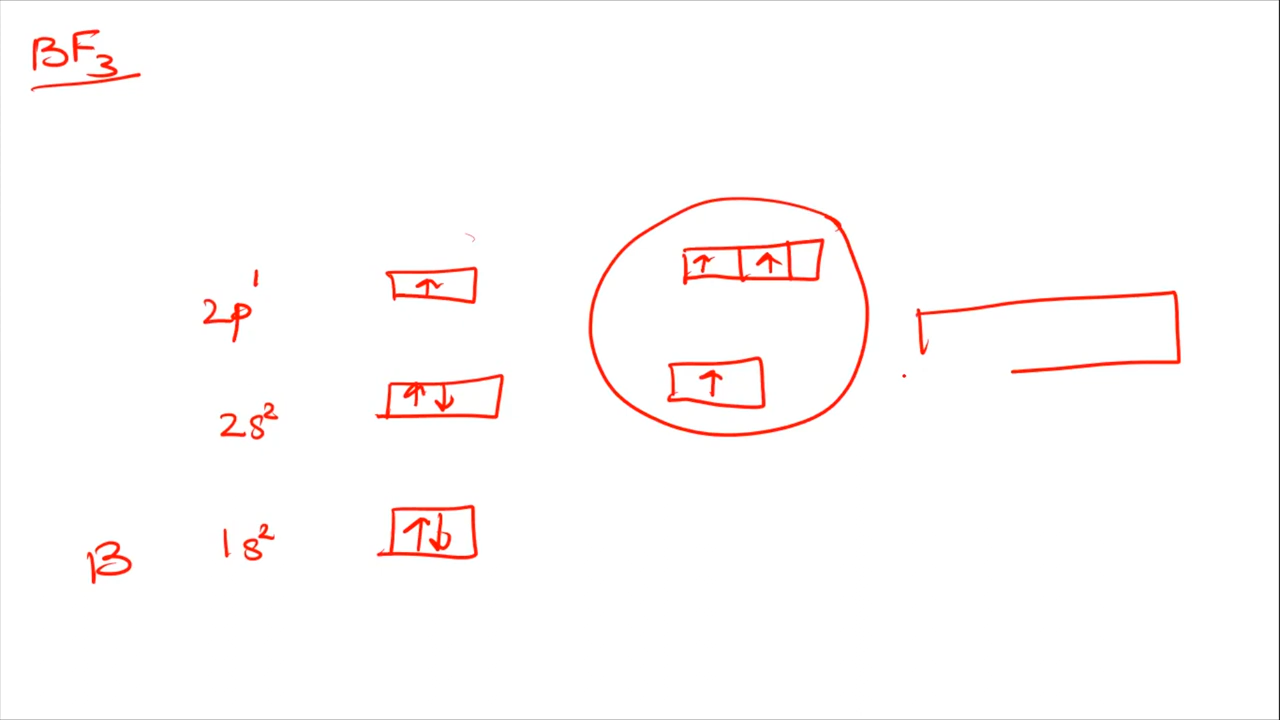 BF₃
2p¹ ↑ ↑ ↑
2s² ↑↓ ↑
B 1s² ↑↓